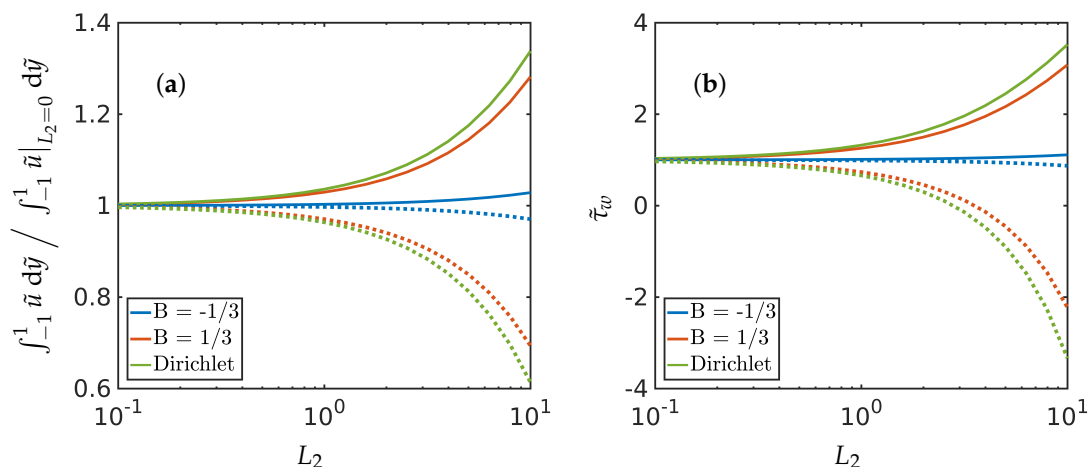 (a)
∫₋₁¹ ũ dỹ / ∫₋₁¹ ũ|_{L₂=0} dỹ
1.4
1.2
1
0.8
0.6
B = -1/3
B = 1/3
Dirichlet
10⁻¹
10⁰
10¹
L₂
(b)
τ̃_w
4
2
0
-2
-4
B = -1/3
B = 1/3
Dirichlet
10⁻¹
10⁰
10¹
L₂